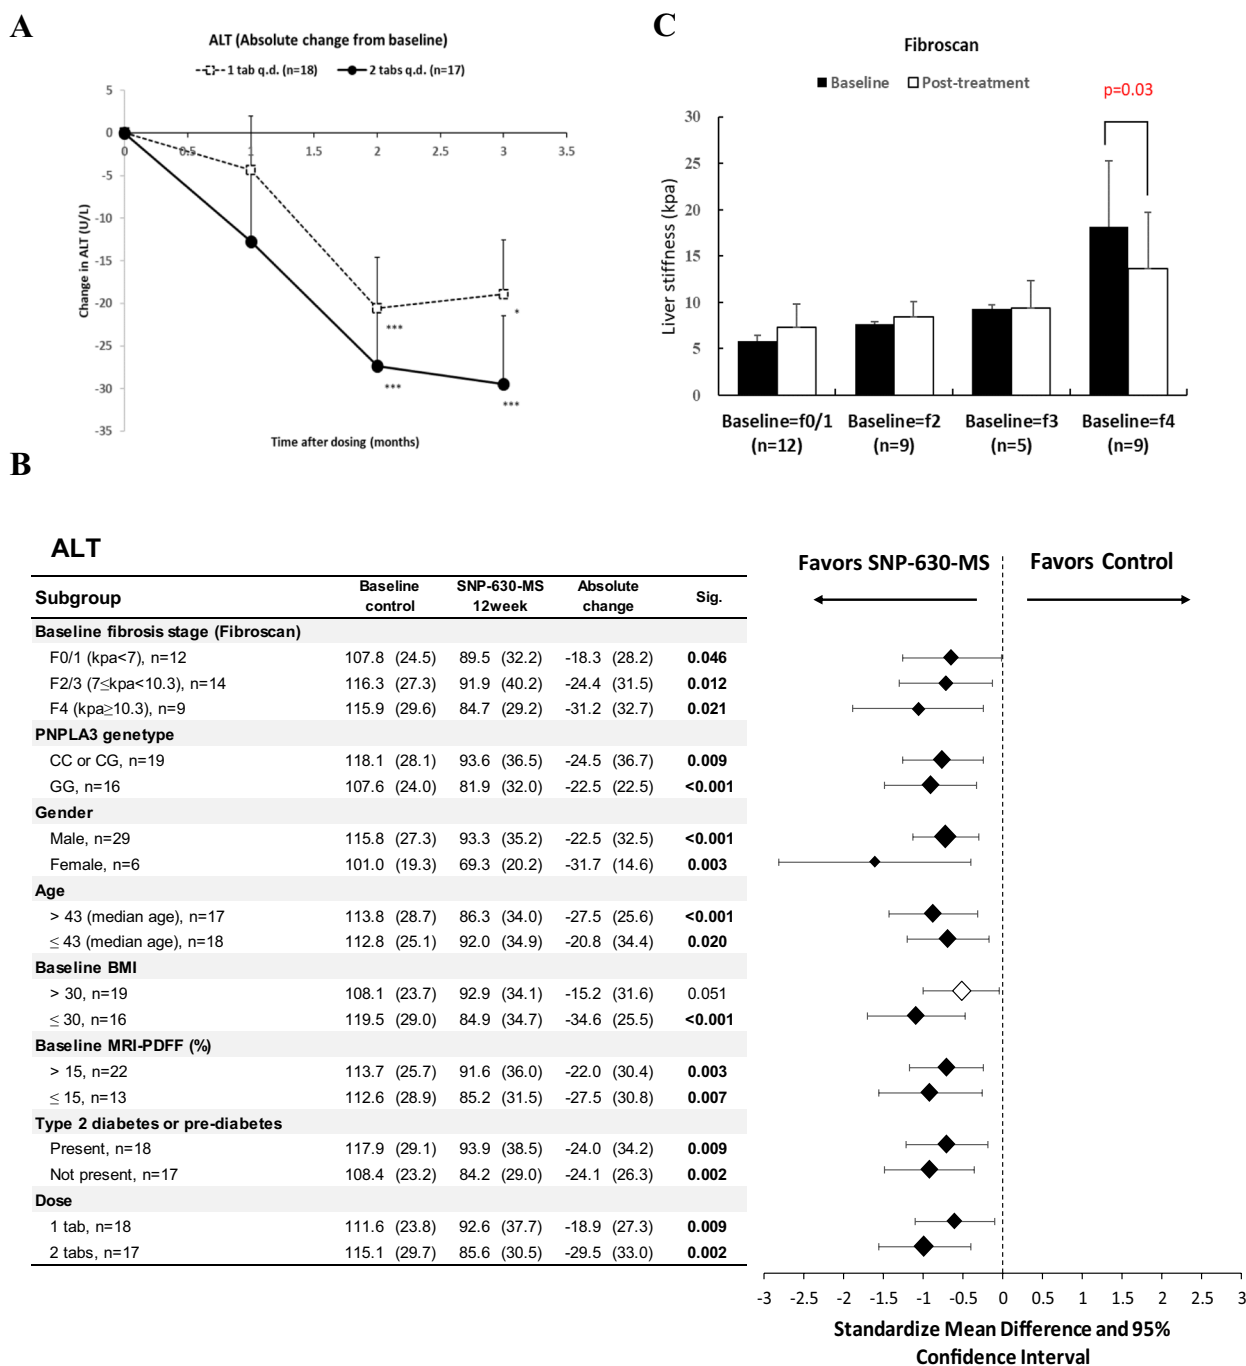 A
ALT (Absolute change from baseline)
1 tab q.d. (n=18) 2 tabs q.d. (n=17)
5
0
-5
-10
-15
-20
-25
-30
-35
0 0.5 1 1.5 2 2.5 3 3.5
Change in ALT (U/L)
***
***
*
***
Time after dosing (months)
C
Fibroscan
Baseline Post-treatment
p=0.03
30
25
20
15
10
5
0
Liver stiffness (kpa)
Baseline=f0/1 Baseline=f2 Baseline=f3 Baseline=f4
(n=12) (n=9) (n=5) (n=9)
B
ALT
Favors SNP-630-MS Favors Control
Subgroup Baseline control SNP-630-MS 12week Absolute change Sig.
Baseline fibrosis stage (Fibroscan)
F0/1 (kpa<7), n=12 107.8 (24.5) 89.5 (32.2) -18.3 (28.2) 0.046
F2/3 (7≤kpa<10.3), n=14 116.3 (27.3) 91.9 (40.2) -24.4 (31.5) 0.012
F4 (kpa≥10.3), n=9 115.9 (29.6) 84.7 (29.2) -31.2 (32.7) 0.021
PNPLA3 genetype
CC or CG, n=19 118.1 (28.1) 93.6 (36.5) -24.5 (36.7) 0.009
GG, n=16 107.6 (24.0) 81.9 (32.0) -22.5 (22.5) <0.001
Gender
Male, n=29 115.8 (27.3) 93.3 (35.2) -22.5 (32.5) <0.001
Female, n=6 101.0 (19.3) 69.3 (20.2) -31.7 (14.6) 0.003
Age
> 43 (median age), n=17 113.8 (28.7) 86.3 (34.0) -27.5 (25.6) <0.001
≤ 43 (median age), n=18 112.8 (25.1) 92.0 (34.9) -20.8 (34.4) 0.020
Baseline BMI
> 30, n=19 108.1 (23.7) 92.9 (34.1) -15.2 (31.6) 0.051
≤ 30, n=16 119.5 (29.0) 84.9 (34.7) -34.6 (25.5) <0.001
Baseline MRI-PDFF (%)
> 15, n=22 113.7 (25.7) 91.6 (36.0) -22.0 (30.4) 0.003
≤ 15, n=13 112.6 (28.9) 85.2 (31.5) -27.5 (30.8) 0.007
Type 2 diabetes or pre-diabetes
Present, n=18 117.9 (29.1) 93.9 (38.5) -24.0 (34.2) 0.009
Not present, n=17 108.4 (23.2) 84.2 (29.0) -24.1 (26.3) 0.002
Dose
1 tab, n=18 111.6 (23.8) 92.6 (37.7) -18.9 (27.3) 0.009
2 tabs, n=17 115.1 (29.7) 85.6 (30.5) -29.5 (33.0) 0.002
-3 -2.5 -2 -1.5 -1 -0.5 0 0.5 1 1.5 2 2.5 3
Standardize Mean Difference and 95%
Confidence Interval